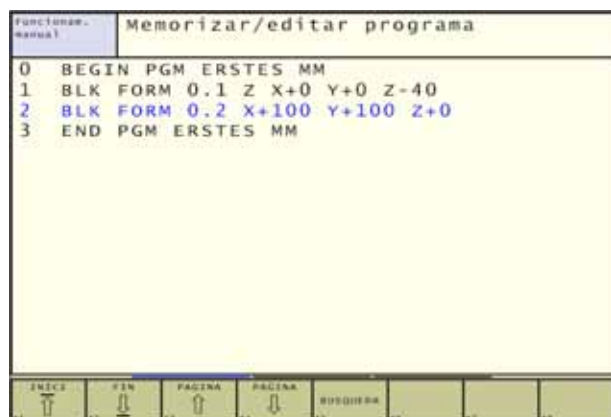 Funcionam.
manual
Memorizar/editar programa
0 BEGIN PGM ERSTES MM
1 BLK FORM 0.1 Z X+0 Y+0 Z-40
2 BLK FORM 0.2 X+100 Y+100 Z+0
3 END PGM ERSTES MM
INICI
FIN
PAGINA
PAGINA
BUSQUEDA